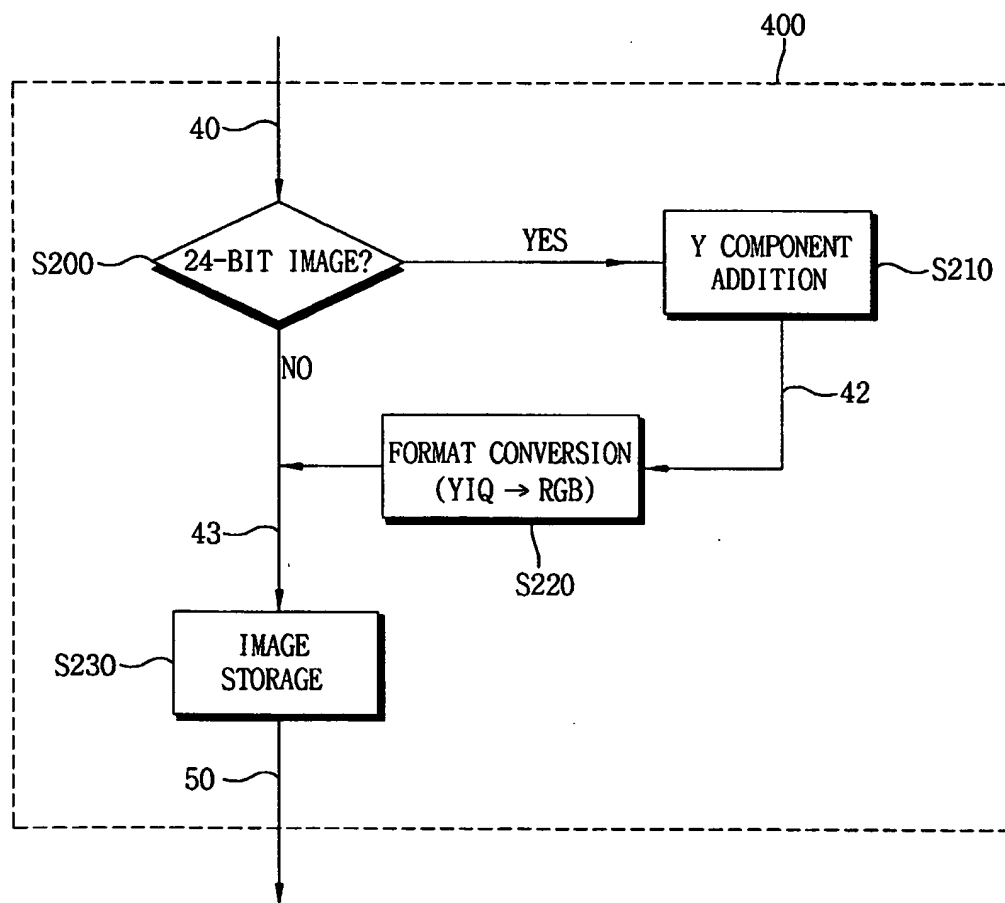 400
40
S200
24-BIT IMAGE?
YES
Y COMPONENT
ADDITION
S210
NO
42
FORMAT CONVERSION
(YIQ → RGB)
43
S220
S230
IMAGE
STORAGE
50